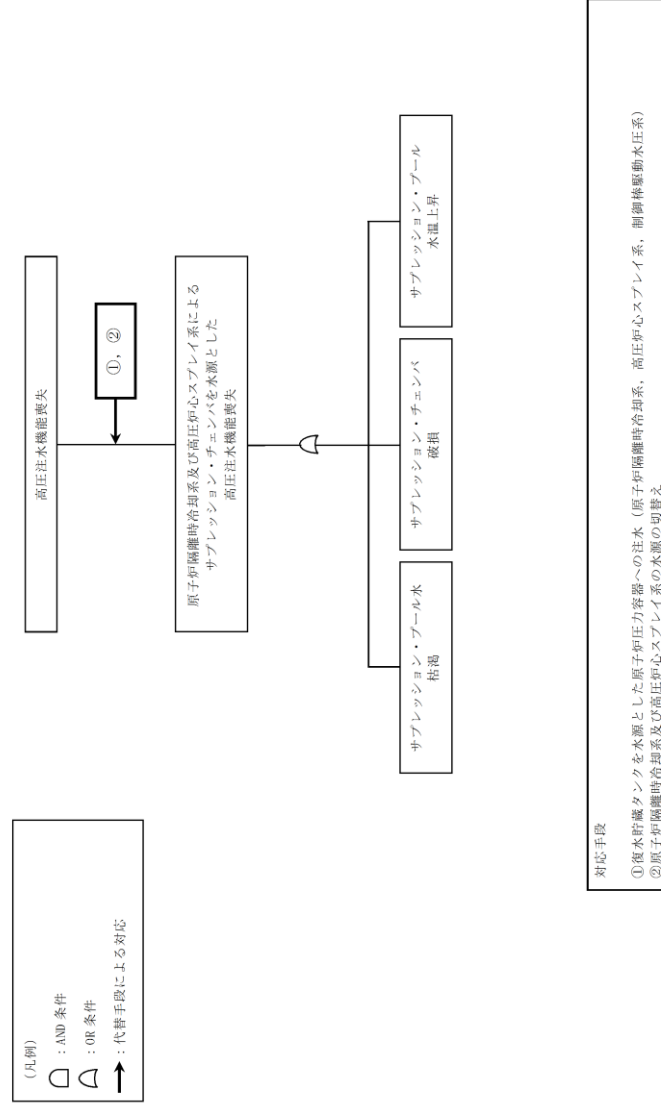 (凡例)
：AND 条件
：OR 条件
：代替手段による対応
高圧注水機能喪失
①，②
原子炉隔離時冷却系及び高圧炉心スプレイ系による
サプレッション・チェンバを水源とした
高圧注水機能喪失
サプレッション・プール水
枯渇
サプレッション・チェンバ
破損
サプレッション・プール
水温上昇
対応手段
①復水貯蔵タンクを水源とした原子炉圧力容器への注水（原子炉隔離時冷却系，高圧炉心スプレイ系，制御棒駆動水圧系）
②原子炉隔離時冷却系及び高圧炉心スプレイ系の水源の切替え